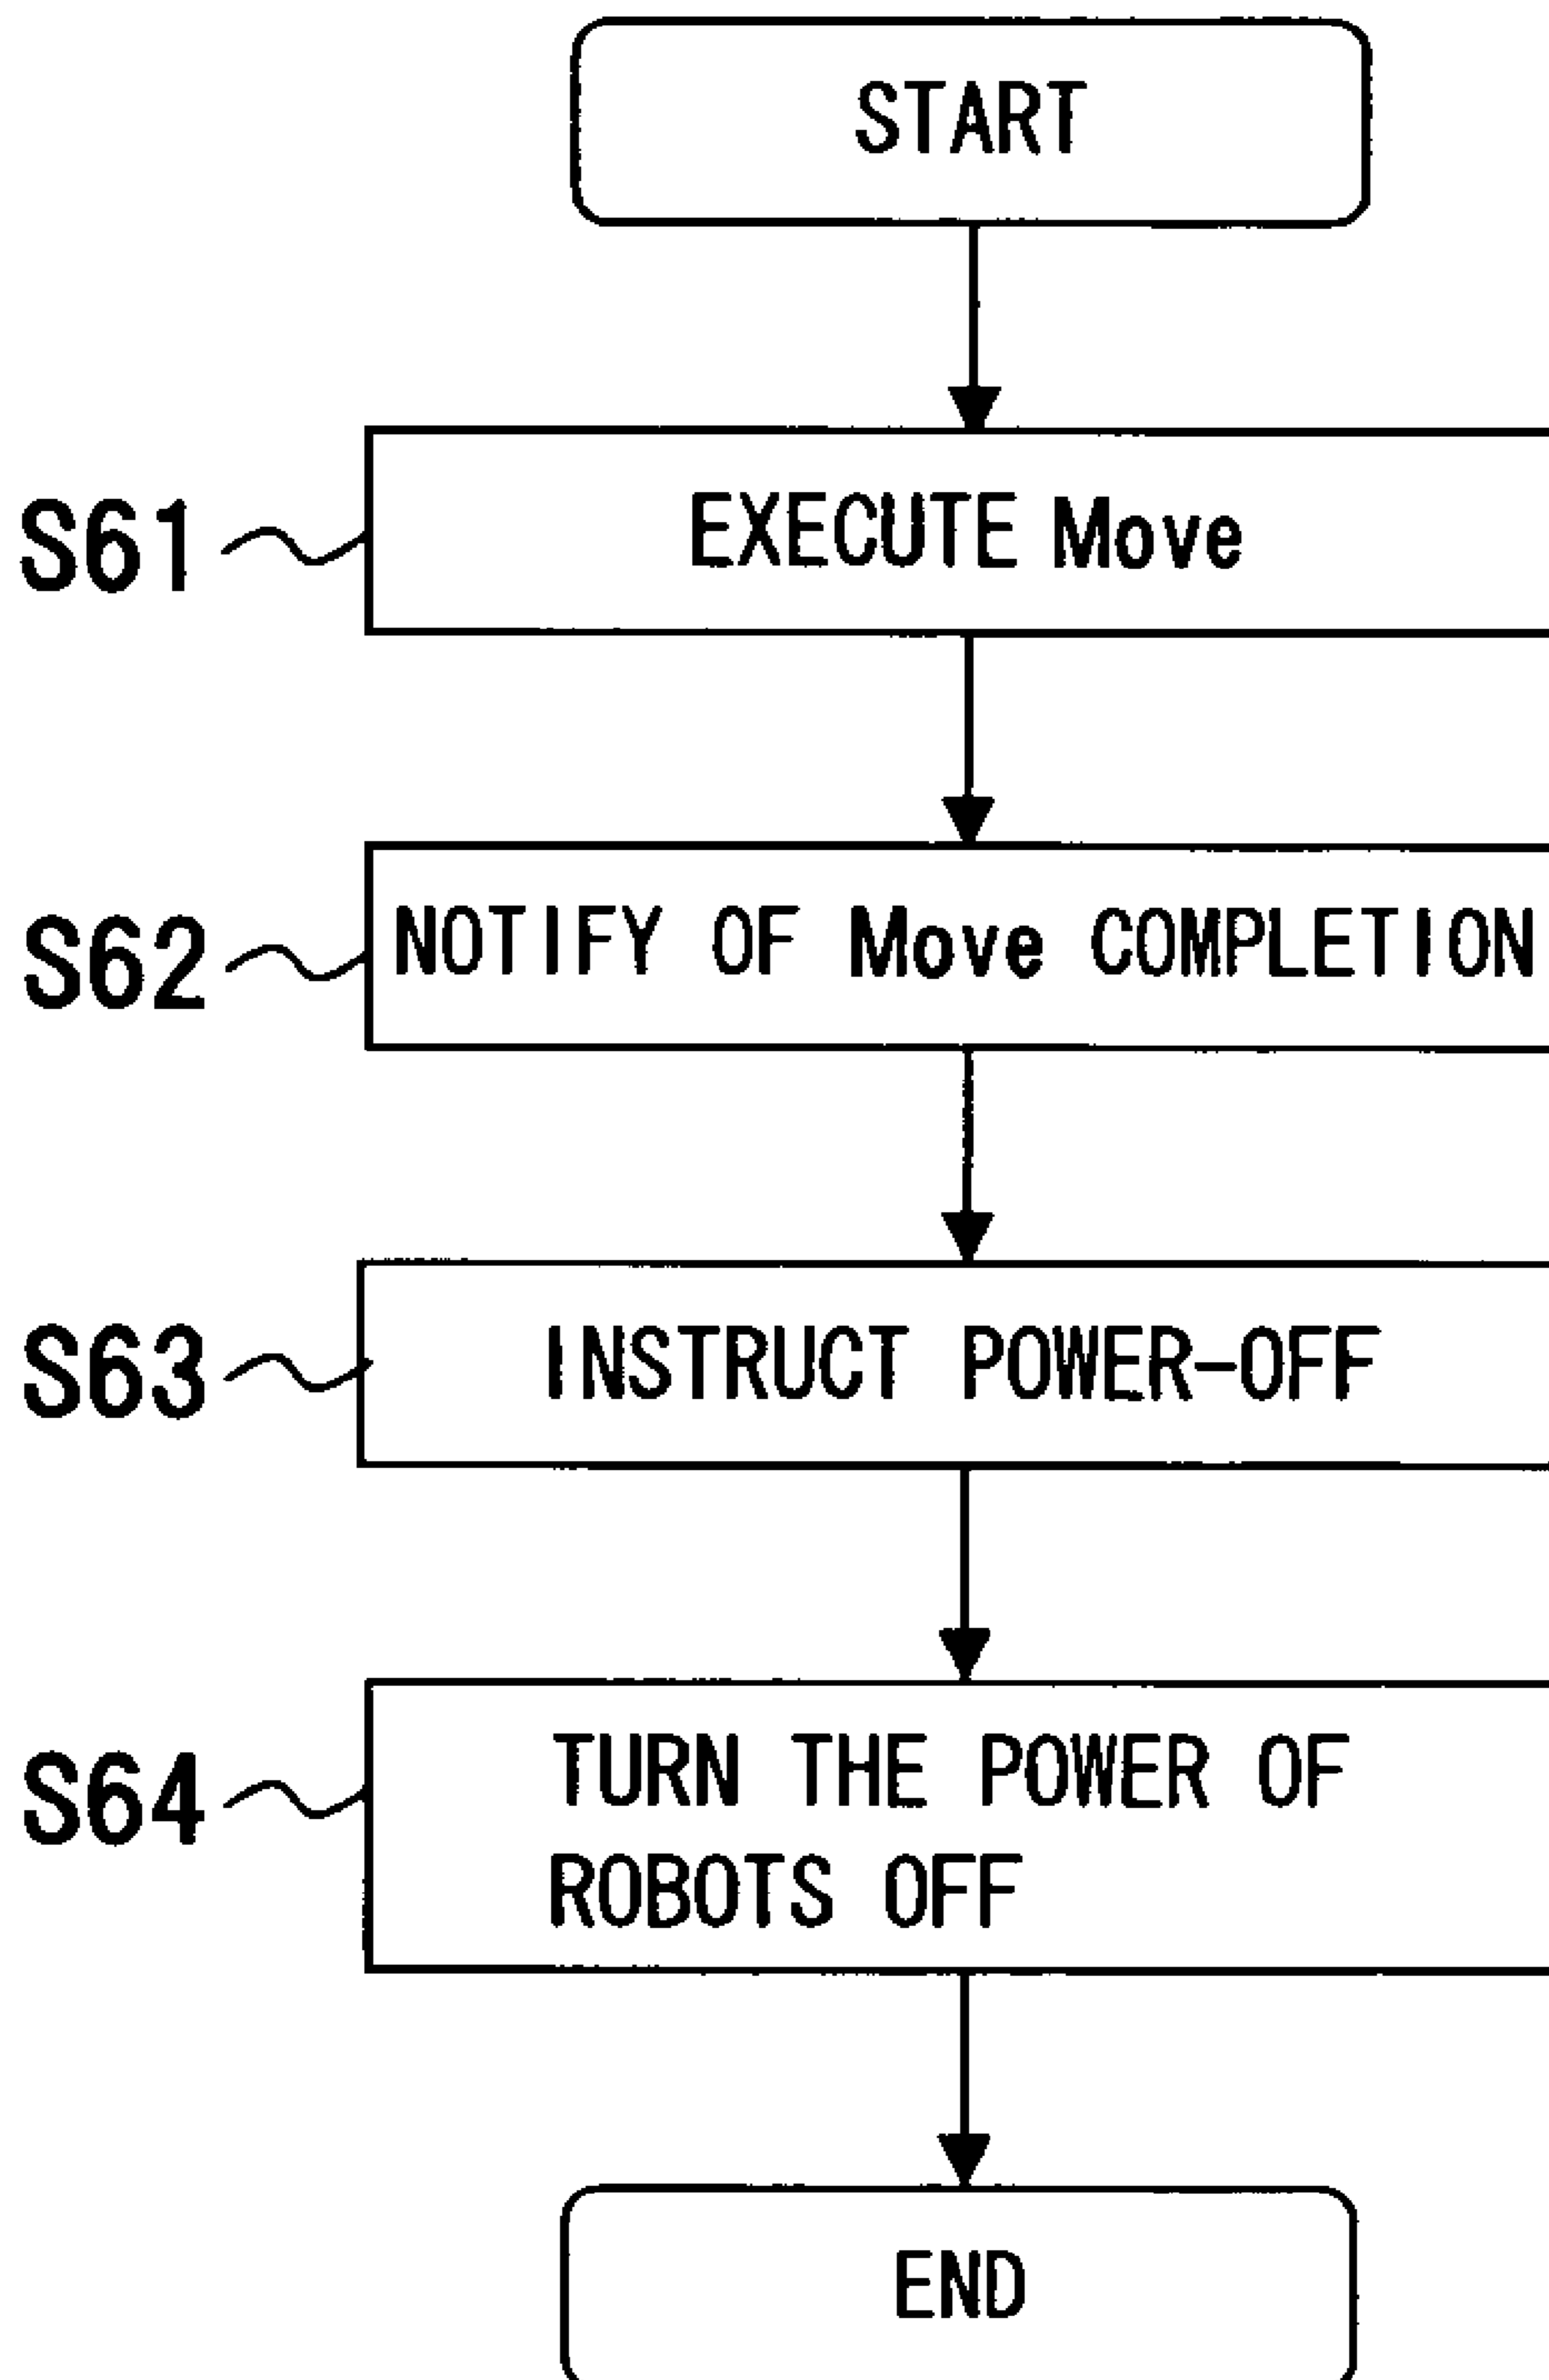 START
S61 EXECUTE Move
S62 NOTIFY OF Move COMPLETION
S63 INSTRUCT POWER-OFF
S64 TURN THE POWER OF
ROBOTS OFF
END